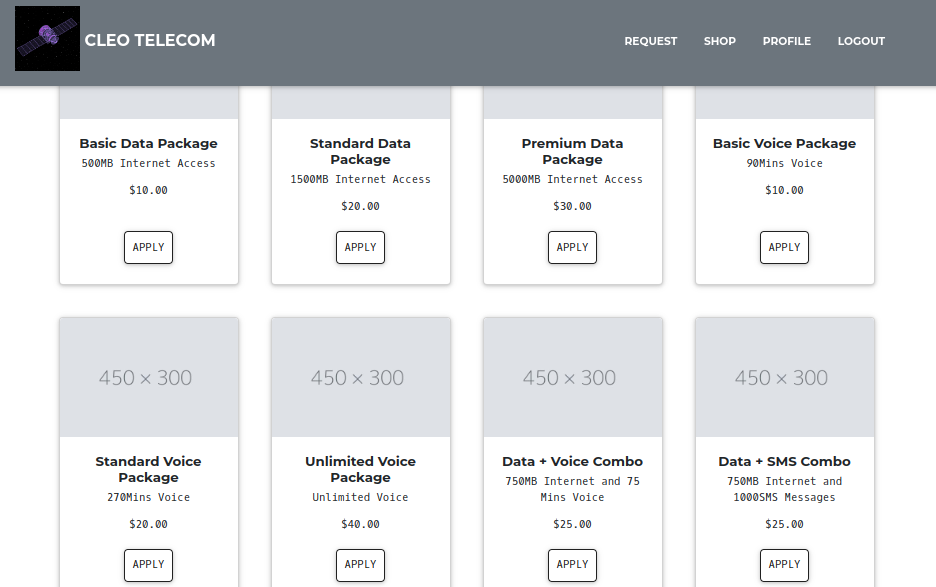 CLEO TELECOM
REQUEST SHOP PROFILE LOGOUT
Basic Data Package
500MB Internet Access
$10.00
APPLY
Standard Data
Package
1500MB Internet Access
$20.00
APPLY
Premium Data
Package
5000MB Internet Access
$30.00
APPLY
Basic Voice Package
90Mins Voice
$10.00
APPLY
450 × 300
Standard Voice
Package
270Mins Voice
$20.00
APPLY
450 × 300
Unlimited Voice
Package
Unlimited Voice
$40.00
APPLY
450 × 300
Data + Voice Combo
750MB Internet and 75
Mins Voice
$25.00
APPLY
450 × 300
Data + SMS Combo
750MB Internet and
1000SMS Messages
$25.00
APPLY